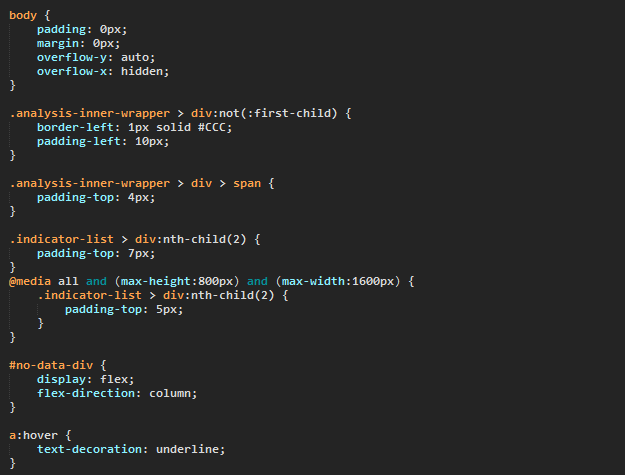 body {
    padding: 0px;
    margin: 0px;
    overflow-y: auto;
    overflow-x: hidden;
}

.analysis-inner-wrapper > div:not(:first-child) {
    border-left: 1px solid #CCC;
    padding-left: 10px;
}

.analysis-inner-wrapper > div > span {
    padding-top: 4px;
}

.indicator-list > div:nth-child(2) {
    padding-top: 7px;
}
@media all and (max-height:800px) and (max-width:1600px) {
    .indicator-list > div:nth-child(2) {
        padding-top: 5px;
    }
}

#no-data-div {
    display: flex;
    flex-direction: column;
}

a:hover {
    text-decoration: underline;
}